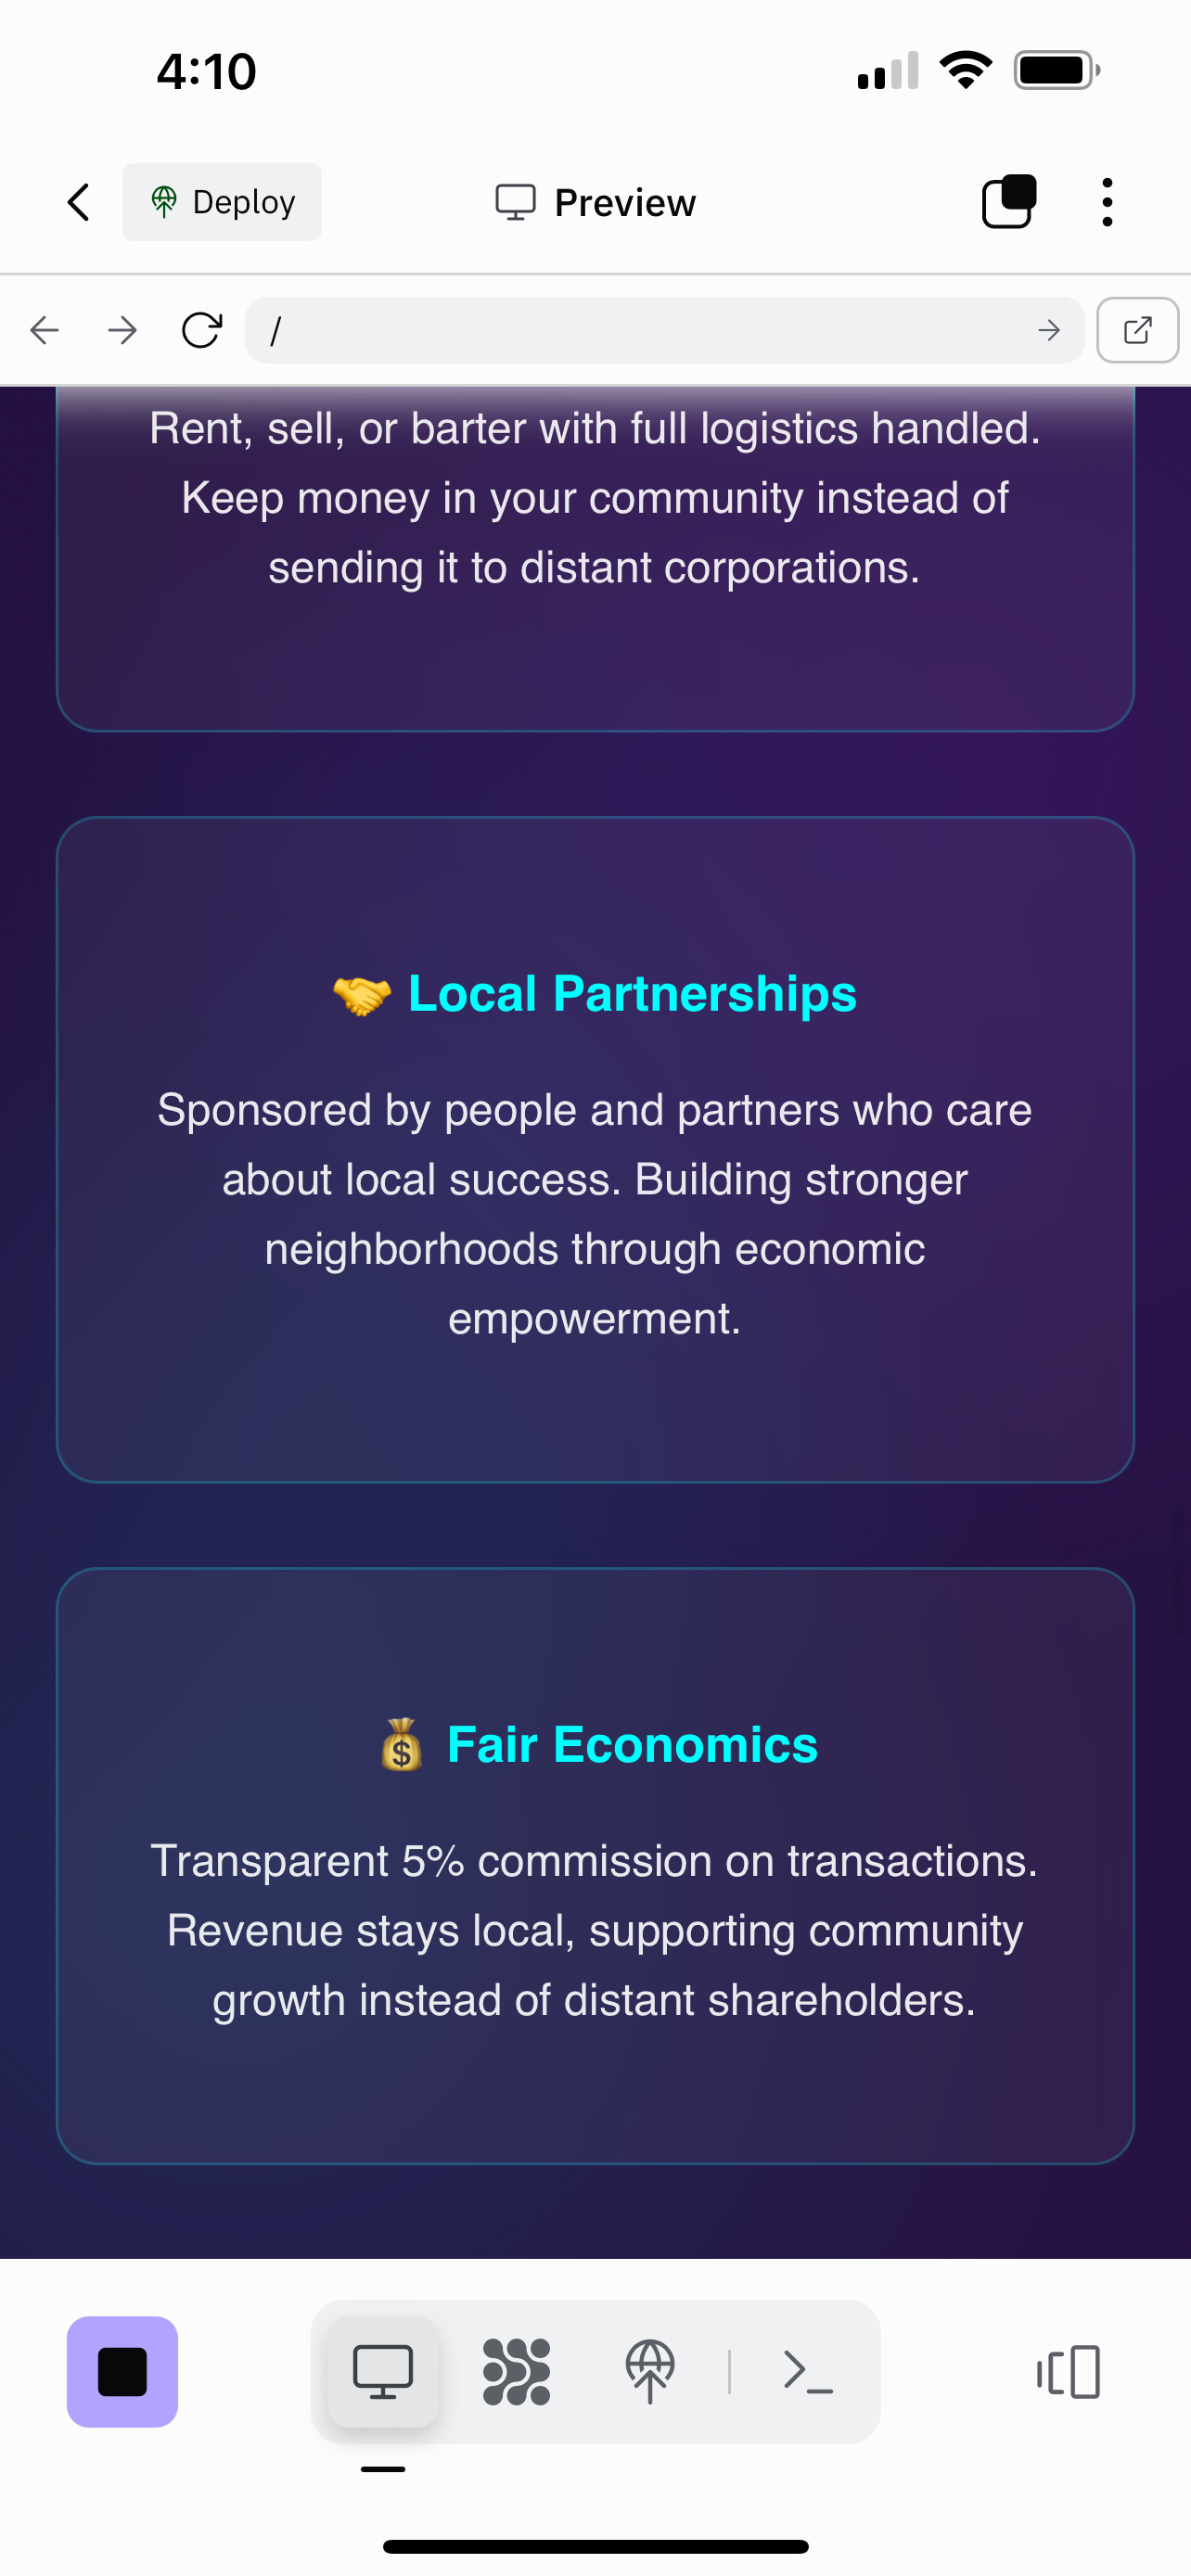 4:10
Deploy
Preview
/
Rent, sell, or barter with full logistics handled.
Keep money in your community instead of
sending it to distant corporations.
🤝 Local Partnerships
Sponsored by people and partners who care
about local success. Building stronger
neighborhoods through economic
empowerment.
💰 Fair Economics
Transparent 5% commission on transactions.
Revenue stays local, supporting community
growth instead of distant shareholders.